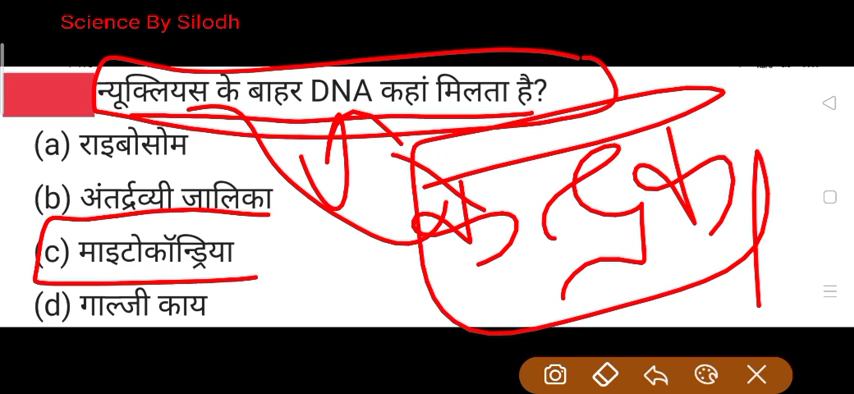 Science By Silodh
न्यूक्लियस के बाहर DNA कहां मिलता है?
(a) राइबोसोम
(b) अंतर्द्रव्यी जालिका
(c) माइटोकॉन्ड्रिया
(d) गाल्जी काय